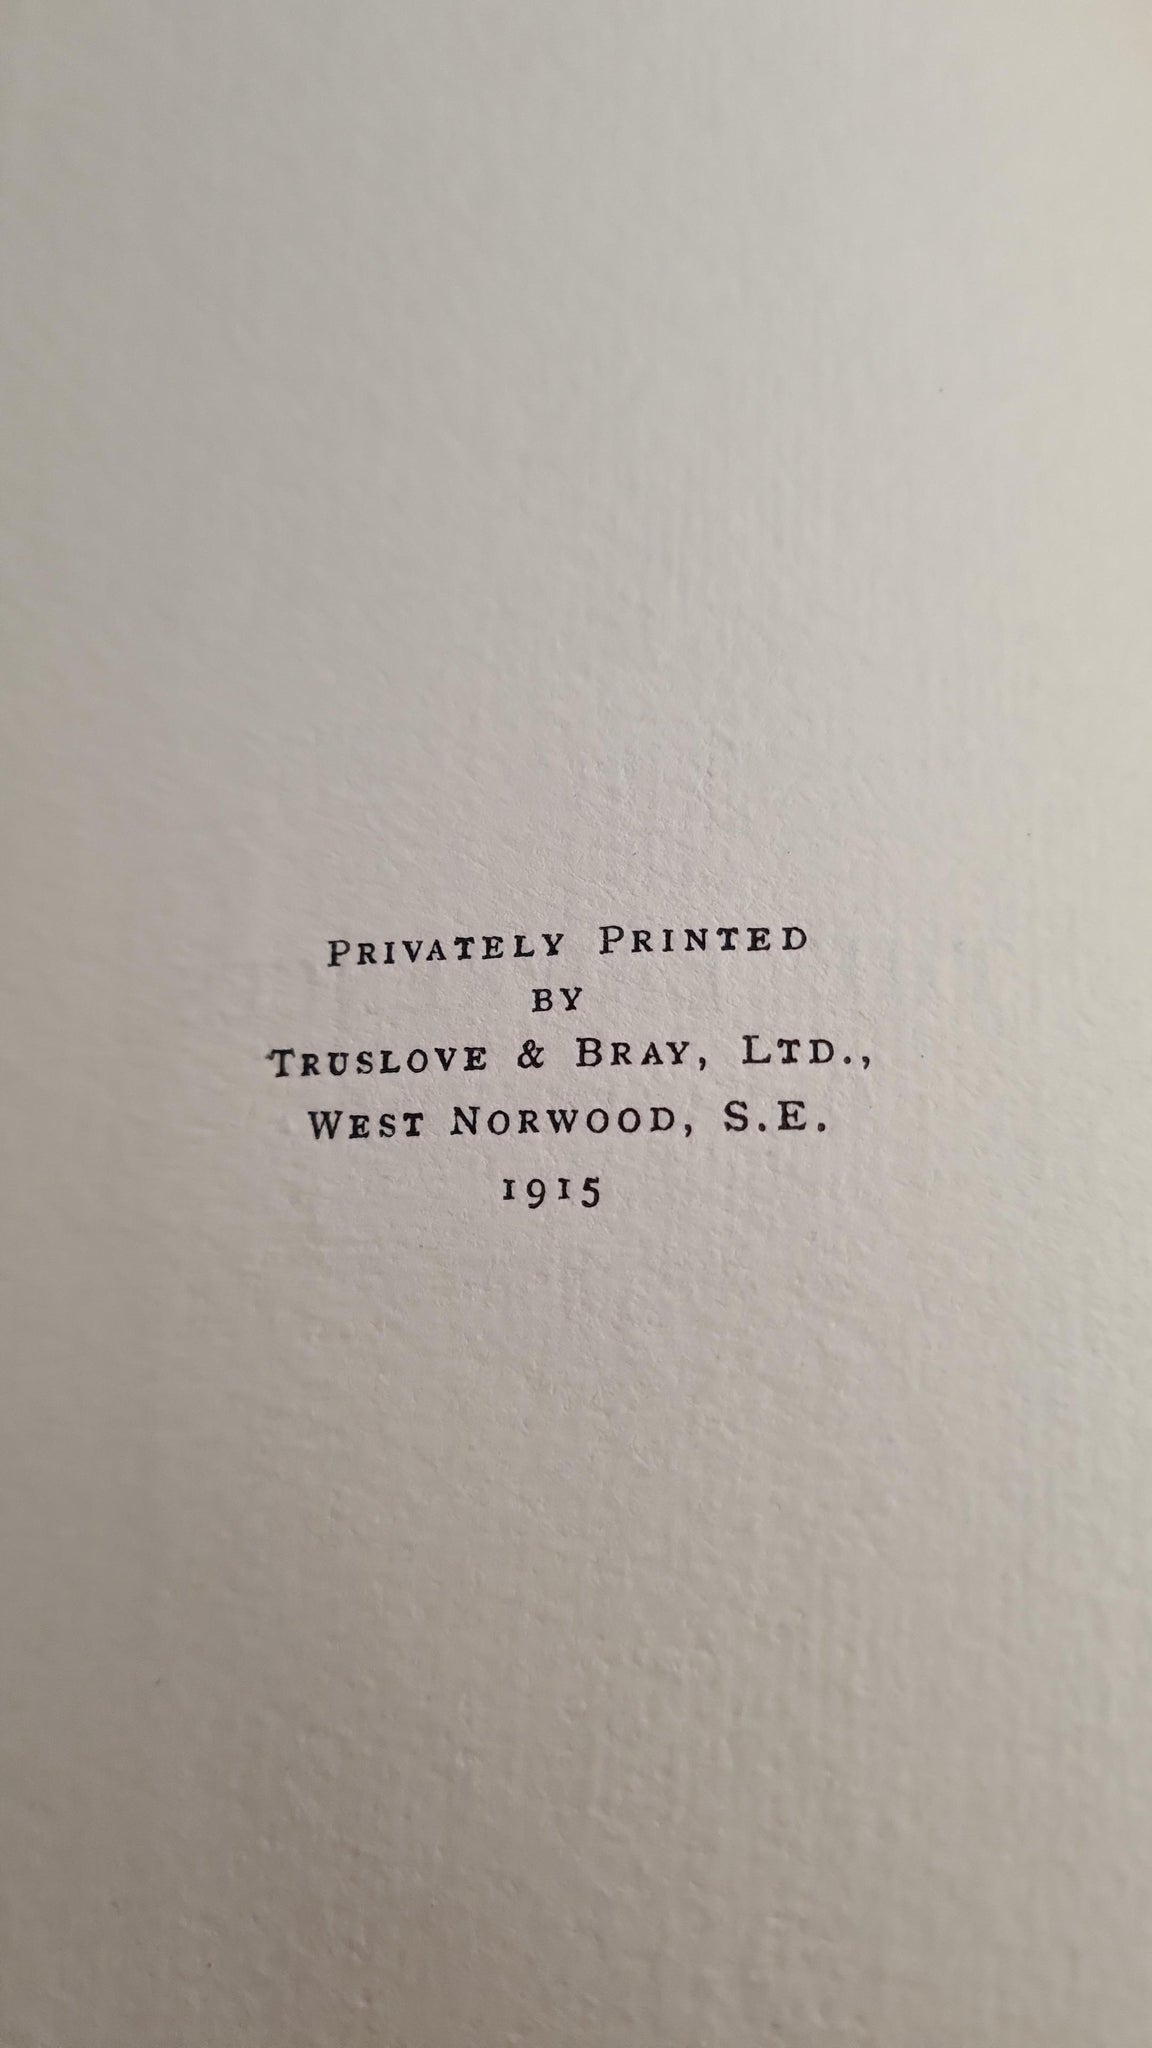 Privately Printed
by
Truslove & Bray, Ltd.,
West Norwood, S.E.
1915